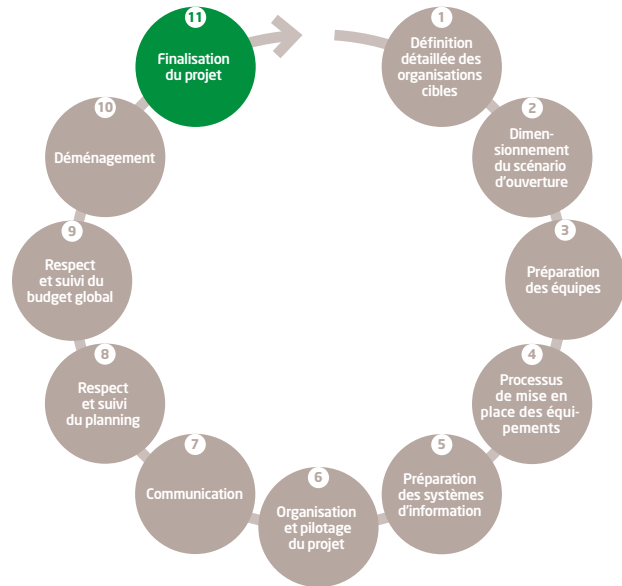 1
Définition
détaillée des
organisations
cibles
2
Dimen-
sionnement
du scénario
d'ouverture
3
Préparation
des équipes
4
Processus
de mise en
place des équi-
pements
5
Préparation
des systèmes
d'information
6
Organisation
et pilotage
du projet
7
Communication
8
Respect
et suivi
du planning
9
Respect
et suivi du
budget global
10
Déménagement
11
Finalisation
du projet